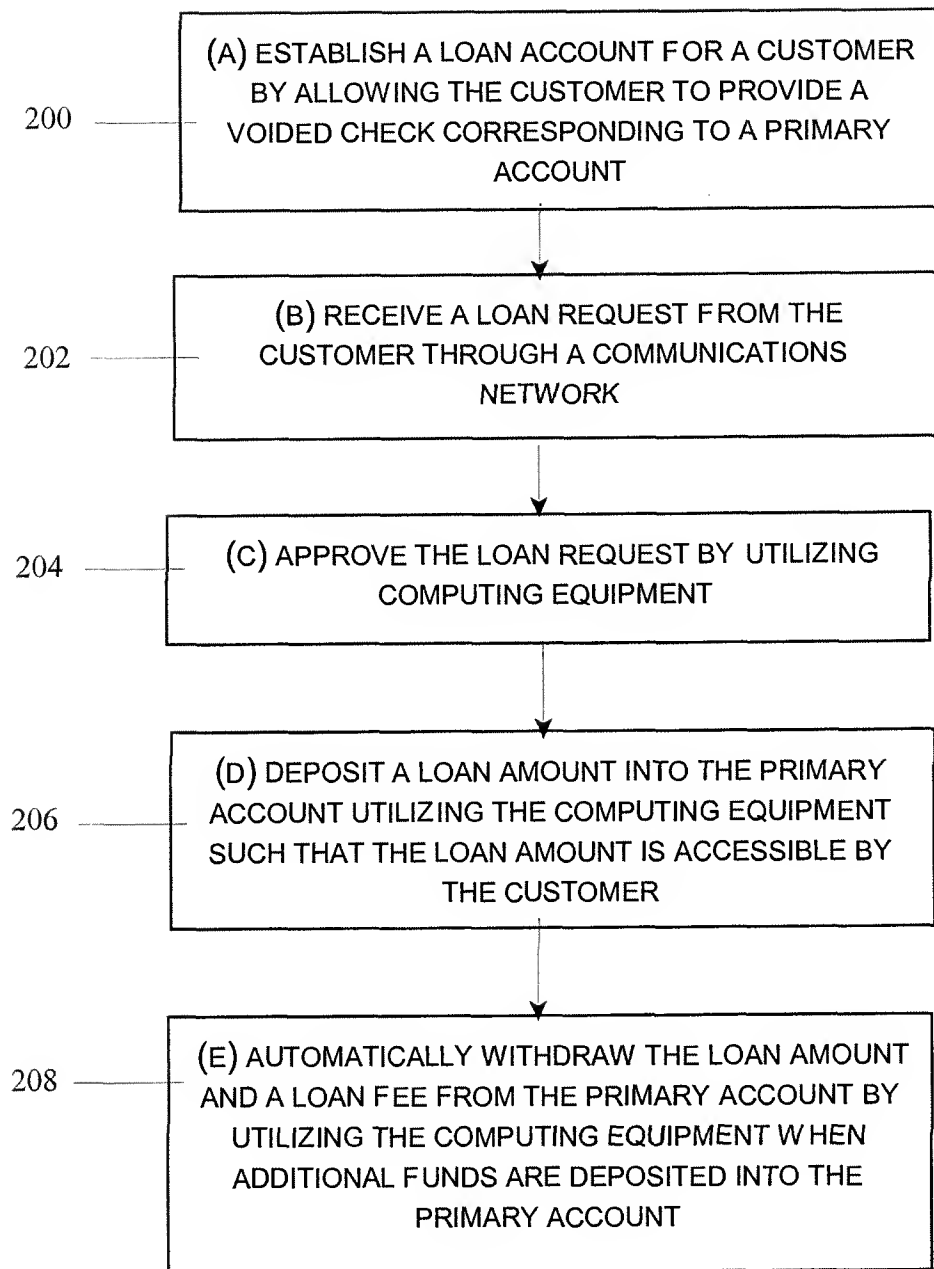 (A) ESTABLISH A LOAN ACCOUNT FOR A CUSTOMER
BY ALLOWING THE CUSTOMER TO PROVIDE A
200
VOIDED CHECK CORRESPONDING TO A PRIMARY
ACCOUNT
(B) RECEIVE A LOAN REQUEST FROM THE
202
CUSTOMER THROUGH A COMMUNICATIONS
NETWORK
204
(C) APPROVE THE LOAN REQUEST BY UTILIZING
COMPUTING EQUIPMENT
(D) DEPOSIT A LOAN AMOUNT INTO THE PRIMARY
ACCOUNT UTILIZING THE COMPUTING EQUIPMENT
206
SUCH THAT THE LOAN AMOUNT IS ACCESSIBLE BY
THE CUSTOMER
(E) AUTOMATICALLY WITHDRAW THE LOAN AMOUNT
208
AND A LOAN FEE FROM THE PRIMARY ACCOUNT BY
UTILIZING THE COMPUTING EQUIPMENT WHEN
ADDITIONAL FUNDS ARE DEPOSITED INTO THE
PRIMARY ACCOUNT